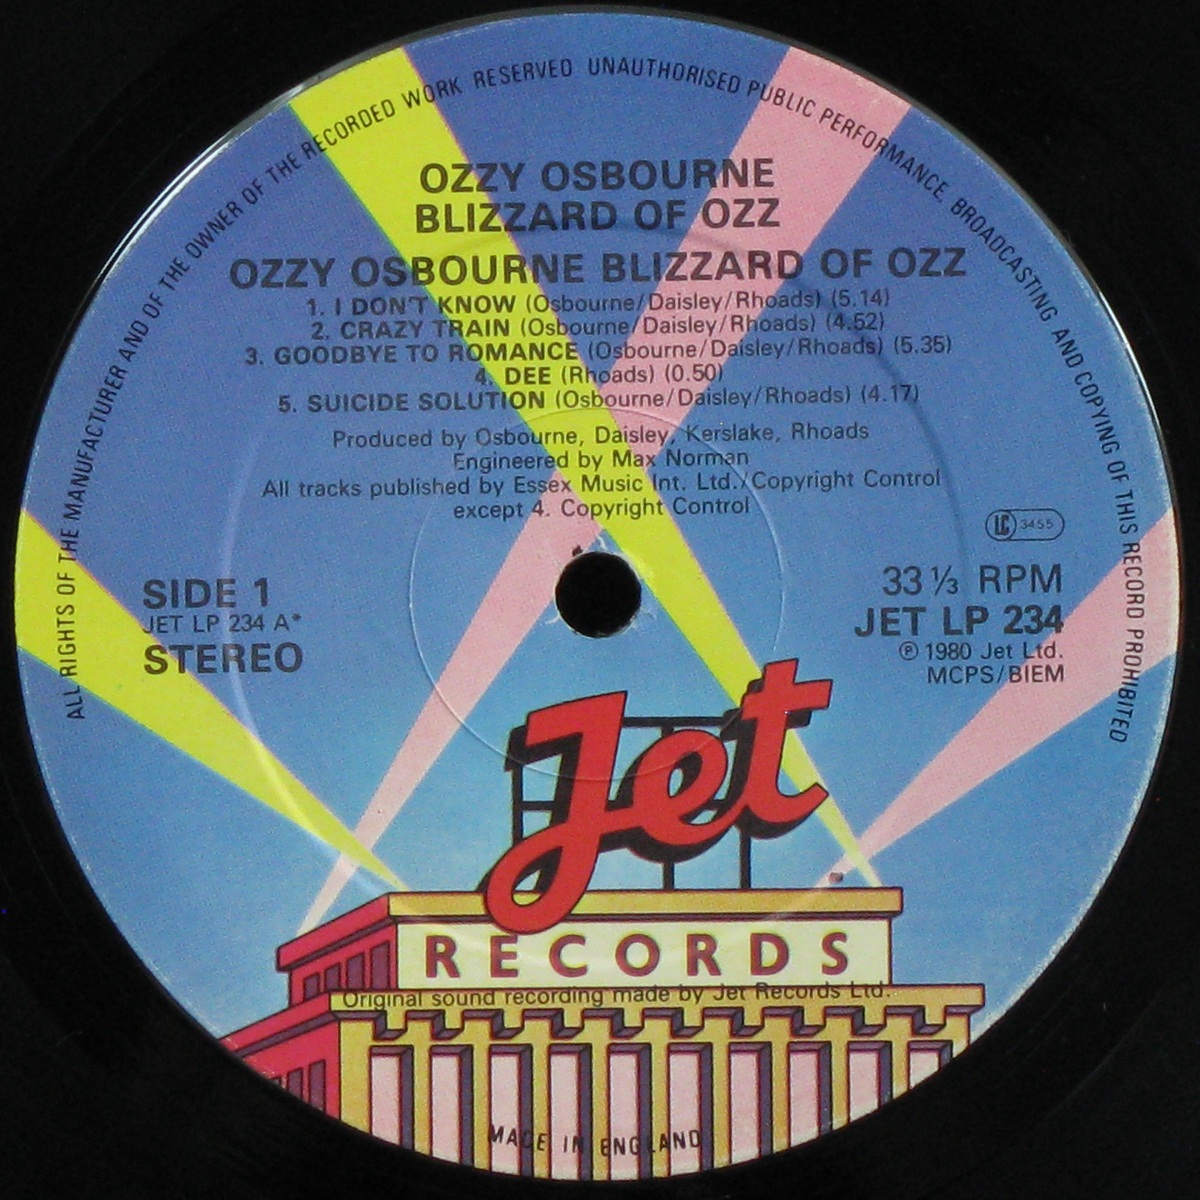 ALL RIGHTS OF THE MANUFACTURER AND OF THE OWNER OF THE RECORDED WORK RESERVED UNAUTHORISED PUBLIC PERFORMANCE, BROADCASTING AND COPYING OF THIS RECORD PROHIBITED
OZZY OSBOURNE
BLIZZARD OF OZZ
OZZY OSBOURNE BLIZZARD OF OZZ
1. I DON'T KNOW (Osbourne/Daisley/Rhoads) (5.14)
2. CRAZY TRAIN (Osbourne/Daisley/Rhoads) (4.52)
3. GOODBYE TO ROMANCE (Osbourne/Daisley/Rhoads) (5.35)
4. DEE (Rhoads) (0.50)
5. SUICIDE SOLUTION (Osbourne/Daisley/Rhoads) (4.17)
Produced by Osbourne, Daisley, Kerslake, Rhoads
Engineered by Max Norman
All tracks published by Essex Music Int. Ltd./Copyright Control
except 4. Copyright Control
LC 3455
SIDE 1
JET LP 234 A*
STEREO
33 ⅓ RPM
JET LP 234
℗ 1980 Jet Ltd.
MCPS/BIEM
Jet
RECORDS
Original sound recording made by Jet Records Ltd.
MADE IN ENGLAND